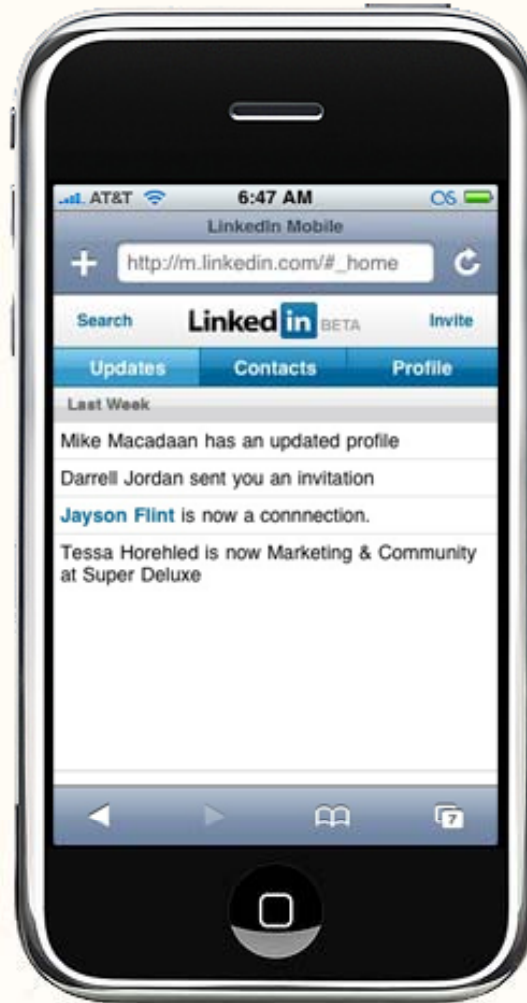 AT&T 6:47 AM
LinkedIn Mobile
http://m.linkedin.com/#_home
Search Linked in BETA Invite
Updates Contacts Profile
Last Week
Mike Macadaan has an updated profile
Darrell Jordan sent you an invitation
Jayson Flint is now a connnection.
Tessa Horehled is now Marketing & Community
at Super Deluxe
7